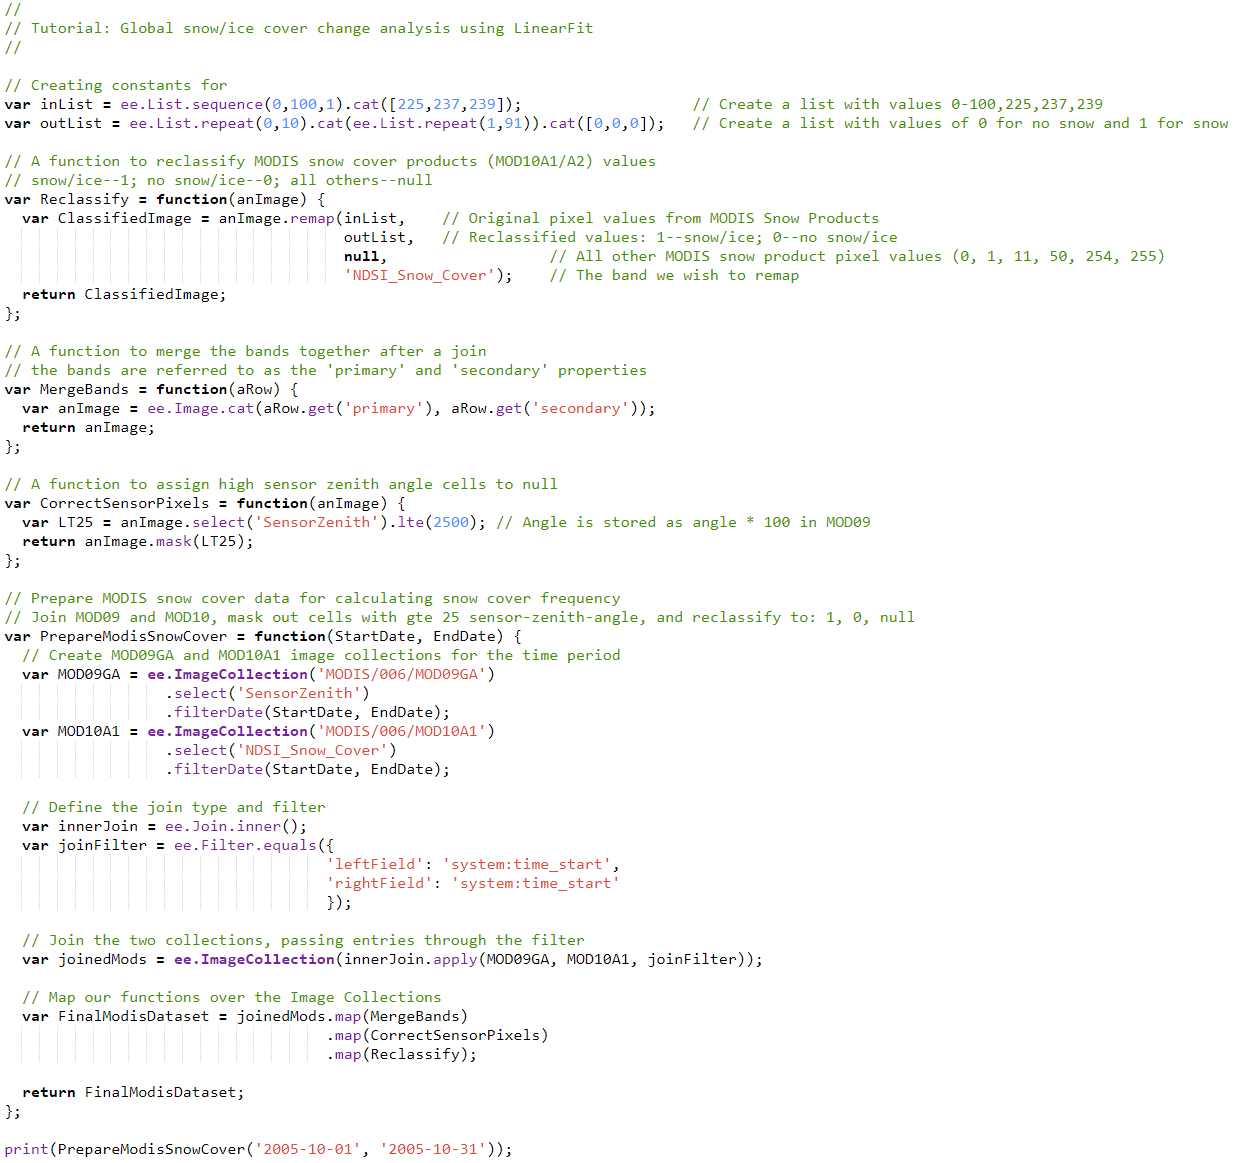 //
// Tutorial: Global snow/ice cover change analysis using LinearFit
//
// Creating constants for
var inList = ee.List.sequence(0,100,1).cat([225,237,239]);                   // Create a list with values 0-100,225,237,239
var outList = ee.List.repeat(0,10).cat(ee.List.repeat(1,91)).cat([0,0,0]);   // Create a list with values of 0 for no snow and 1 for snow
// A function to reclassify MODIS snow cover products (MOD10A1/A2) values
// snow/ice--1; no snow/ice--0; all others--null
var Reclassify = function(anImage) {
  var ClassifiedImage = anImage.remap(inList,    // Original pixel values from MODIS Snow Products
                                      outList,   // Reclassified values: 1--snow/ice; 0--no snow/ice
                                      null,                  // All other MODIS snow product pixel values (0, 1, 11, 50, 254, 255)
                                      'NDSI_Snow_Cover');    // The band we wish to remap
  return ClassifiedImage;
};
// A function to merge the bands together after a join
// the bands are referred to as the 'primary' and 'secondary' properties
var MergeBands = function(aRow) {
  var anImage = ee.Image.cat(aRow.get('primary'), aRow.get('secondary'));
  return anImage;
};
// A function to assign high sensor zenith angle cells to null
var CorrectSensorPixels = function(anImage) {
  var LT25 = anImage.select('SensorZenith').lte(2500); // Angle is stored as angle * 100 in MOD09
  return anImage.mask(LT25);
};
// Prepare MODIS snow cover data for calculating snow cover frequency
// Join MOD09 and MOD10, mask out cells with gte 25 sensor-zenith-angle, and reclassify to: 1, 0, null
var PrepareModisSnowCover = function(StartDate, EndDate) {
  // Create MOD09GA and MOD10A1 image collections for the time period
  var MOD09GA = ee.ImageCollection('MODIS/006/MOD09GA')
                  .select('SensorZenith')
                  .filterDate(StartDate, EndDate);
  var MOD10A1 = ee.ImageCollection('MODIS/006/MOD10A1')
                  .select('NDSI_Snow_Cover')
                  .filterDate(StartDate, EndDate);
  // Define the join type and filter
  var innerJoin = ee.Join.inner();
  var joinFilter = ee.Filter.equals({
                                    'leftField': 'system:time_start',
                                    'rightField': 'system:time_start'
                                    });
  // Join the two collections, passing entries through the filter
  var joinedMods = ee.ImageCollection(innerJoin.apply(MOD09GA, MOD10A1, joinFilter));
  // Map our functions over the Image Collections
  var FinalModisDataset = joinedMods.map(MergeBands)
                                    .map(CorrectSensorPixels)
                                    .map(Reclassify);
  return FinalModisDataset;
};
print(PrepareModisSnowCover('2005-10-01', '2005-10-31'));